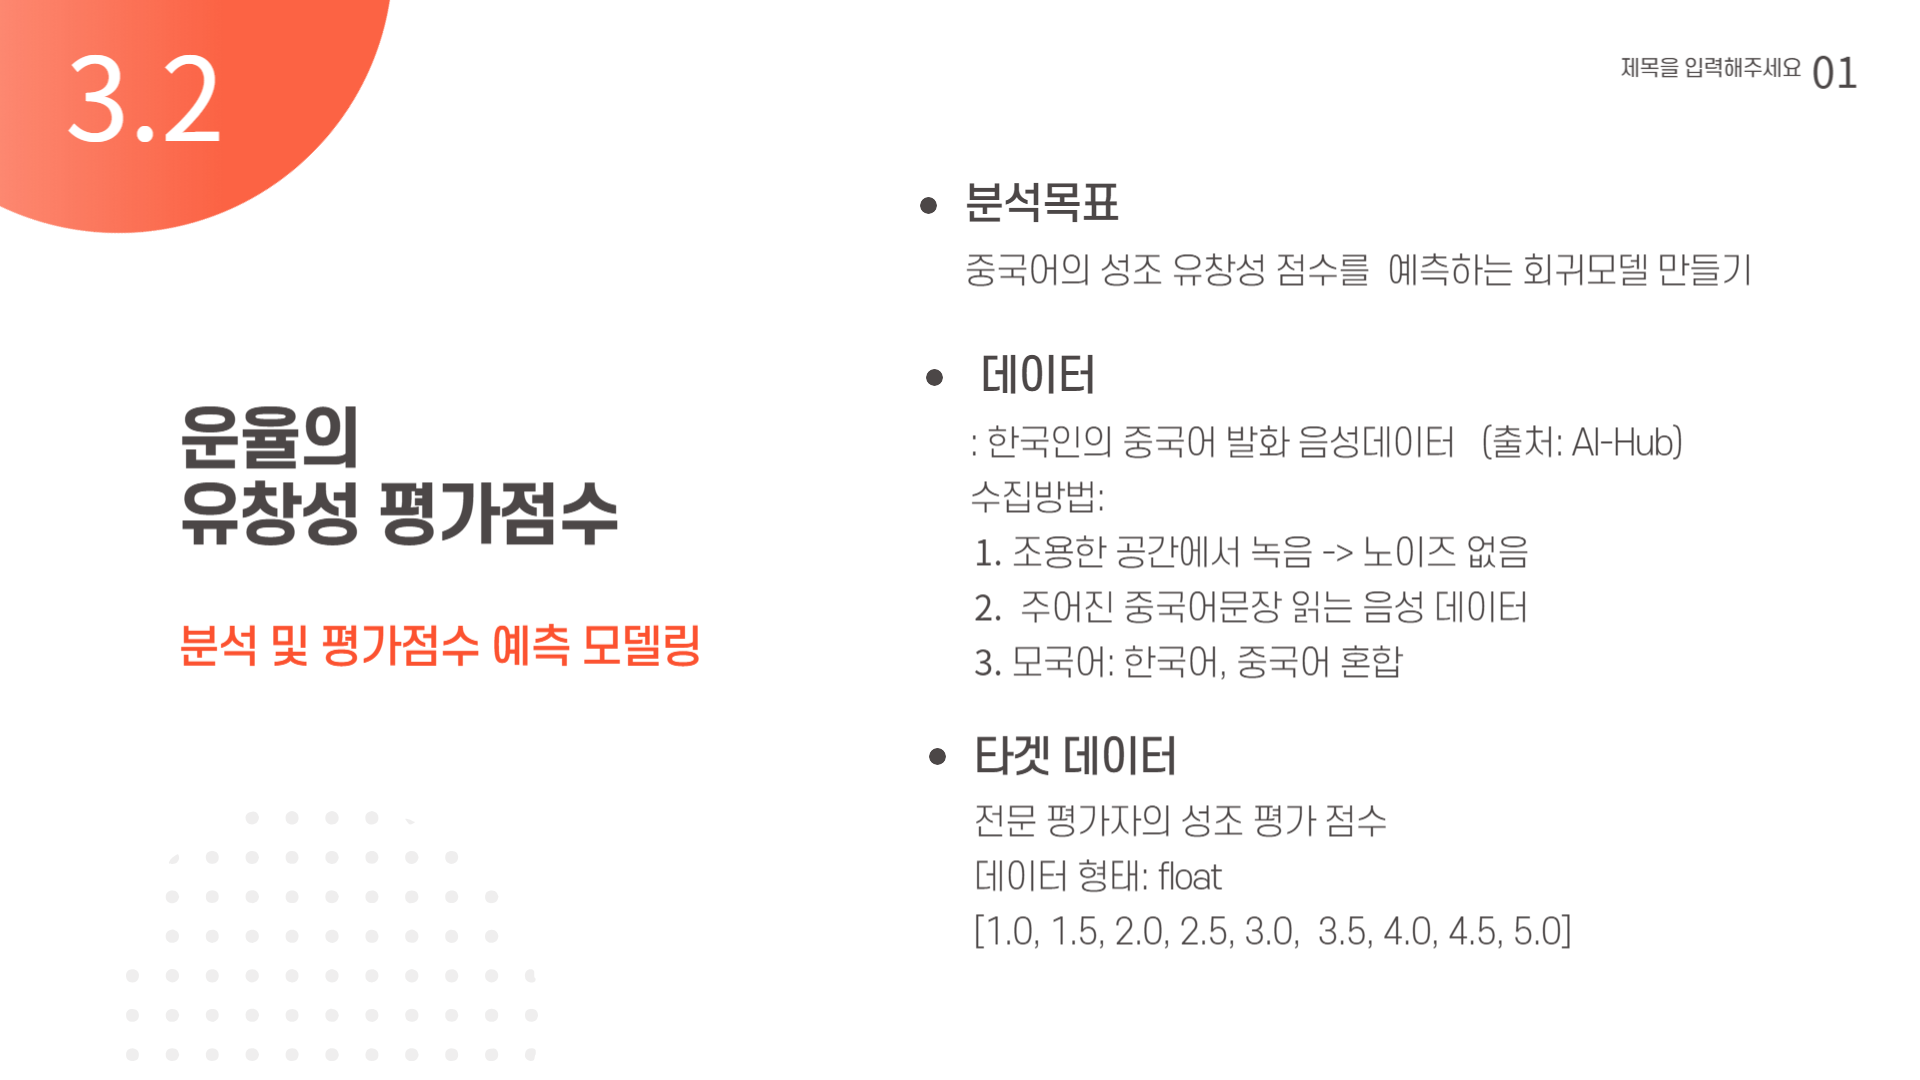 3.2
제목을 입력해주세요 01
운율의
유창성 평가점수
분석 및 평가점수 예측 모델링
• 분석목표
중국어의 성조 유창성 점수를 예측하는 회귀모델 만들기
• 데이터
: 한국인의 중국어 발화 음성데이터 (출처: AI-Hub)
수집방법:
1. 조용한 공간에서 녹음 -> 노이즈 없음
2. 주어진 중국어문장 읽는 음성 데이터
3. 모국어: 한국어, 중국어 혼합
• 타겟 데이터
전문 평가자의 성조 평가 점수
데이터 형태: float
[1.0, 1.5, 2.0, 2.5, 3.0, 3.5, 4.0, 4.5, 5.0]